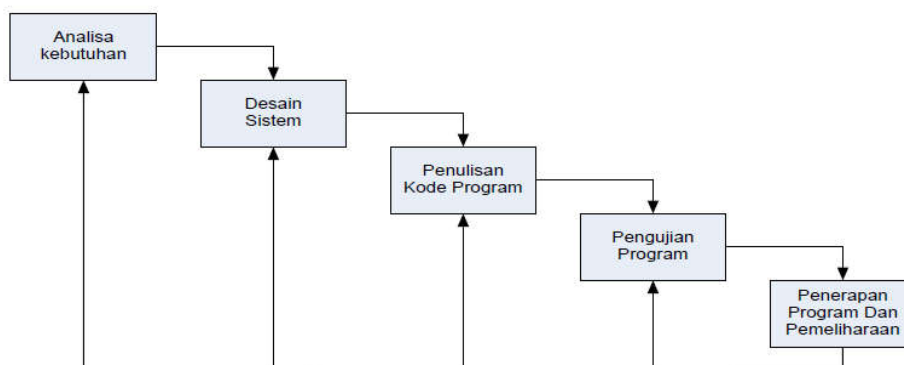 Analisa
kebutuhan
Desain
Sistem
Penulisan
Kode Program
Pengujian
Program
Penerapan
Program Dan
Pemeliharaan